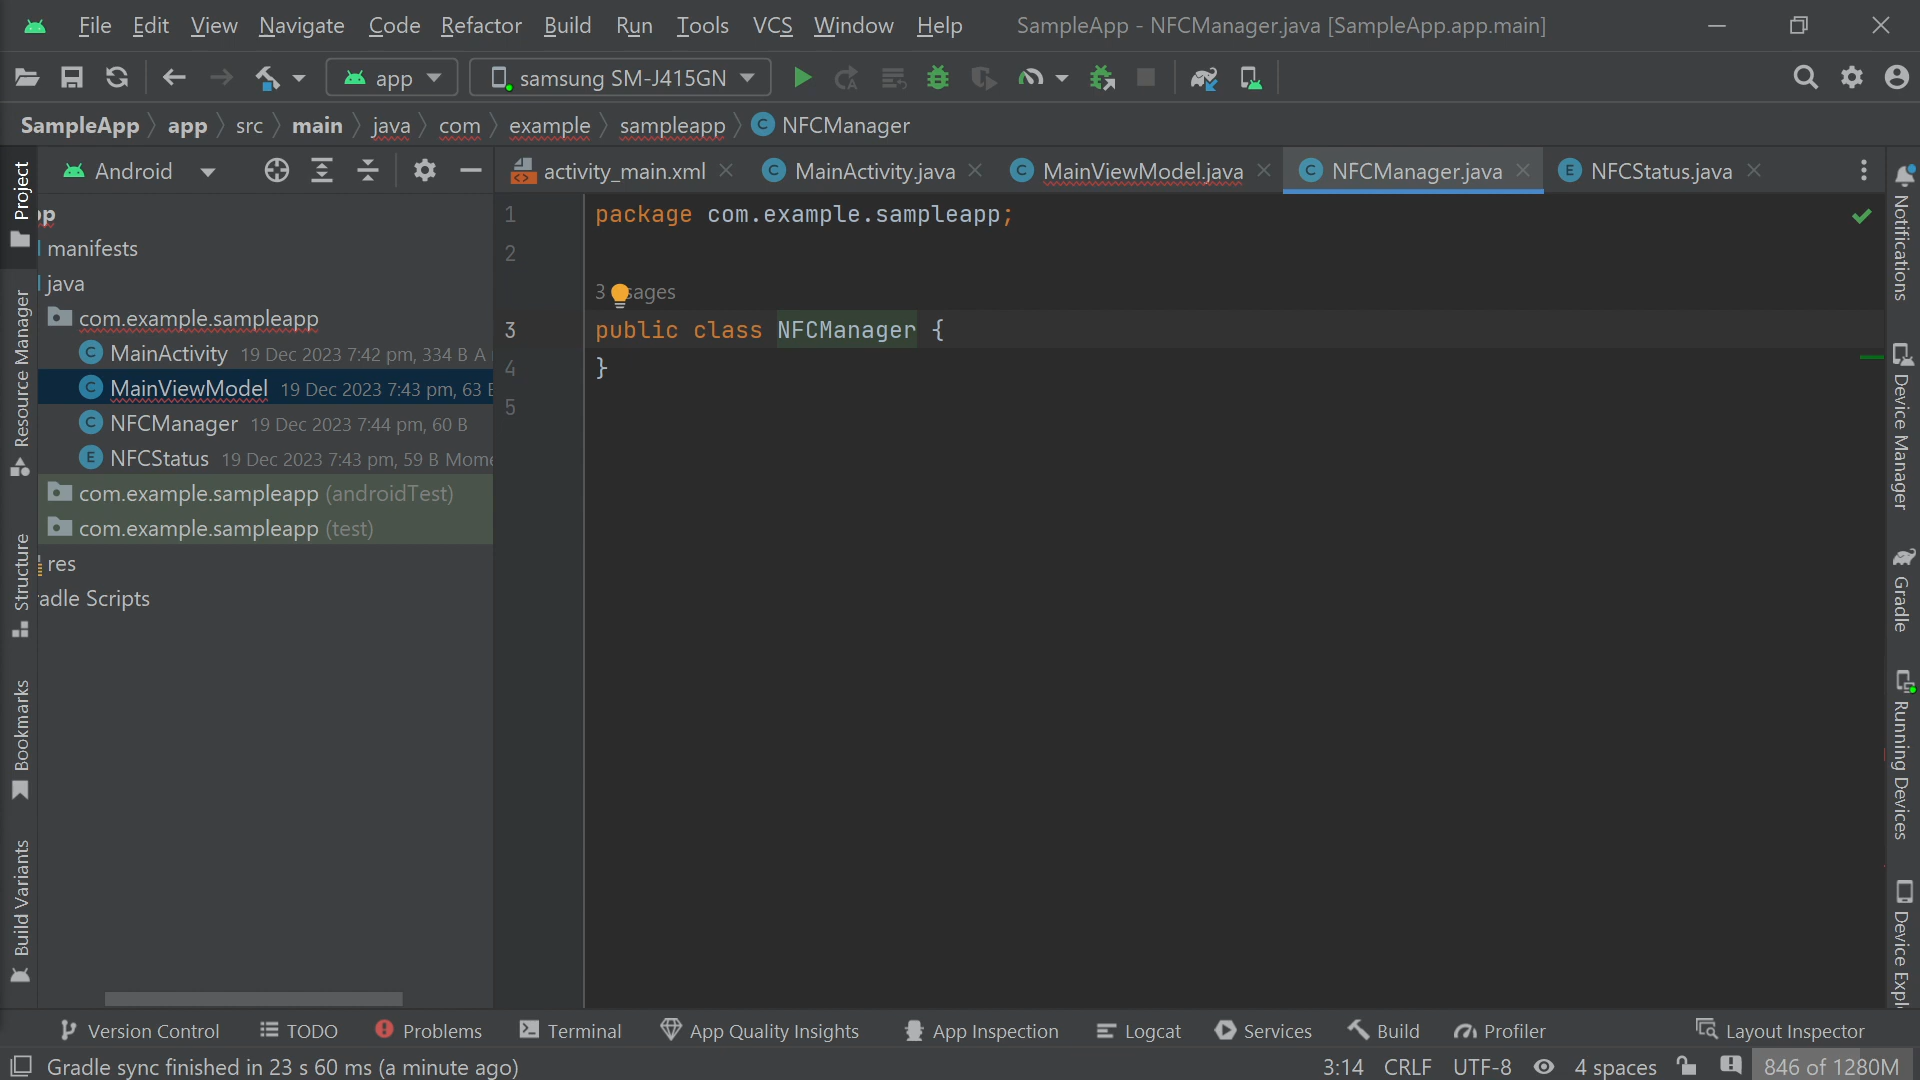 File Edit View Navigate Code Refactor Build Run Tools VCS Window Help SampleApp - NFCManager.java [SampleApp.app.main]
app samsung SM-J415GN
SampleApp app src main java com example sampleapp NFCManager
Android activity_main.xml MainActivity.java MainViewModel.java NFCManager.java NFCStatus.java
1 package com.example.sampleapp;
2
3 sages
3 public class NFCManager {
4 }
5
pp
manifests
java
com.example.sampleapp
MainActivity 19 Dec 2023 7:42 pm, 334 B A
MainViewModel 19 Dec 2023 7:43 pm, 63 B
NFCManager 19 Dec 2023 7:44 pm, 60 B
NFCStatus 19 Dec 2023 7:43 pm, 59 B Mome
com.example.sampleapp (androidTest)
com.example.sampleapp (test)
res
adle Scripts
Project
Resource Manager
Structure
Bookmarks
Build Variants
Notifications
Device Manager
Gradle
Running Devices
Device Expl
Version Control TODO Problems Terminal App Quality Insights App Inspection Logcat Services Build Profiler Layout Inspector
Gradle sync finished in 23 s 60 ms (a minute ago) 3:14 CRLF UTF-8 4 spaces 846 of 1280M